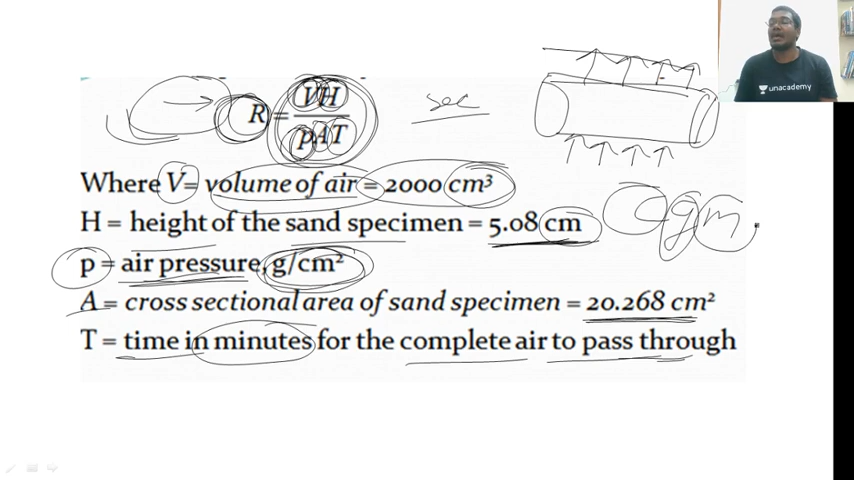 unacademy
R = VH / pAT
sec
Where V= volume of air = 2000 cm³
H = height of the sand specimen = 5.08 cm
cgm,
p = air pressure, g/cm²
A = cross sectional area of sand specimen = 20.268 cm²
T = time in minutes for the complete air to pass through